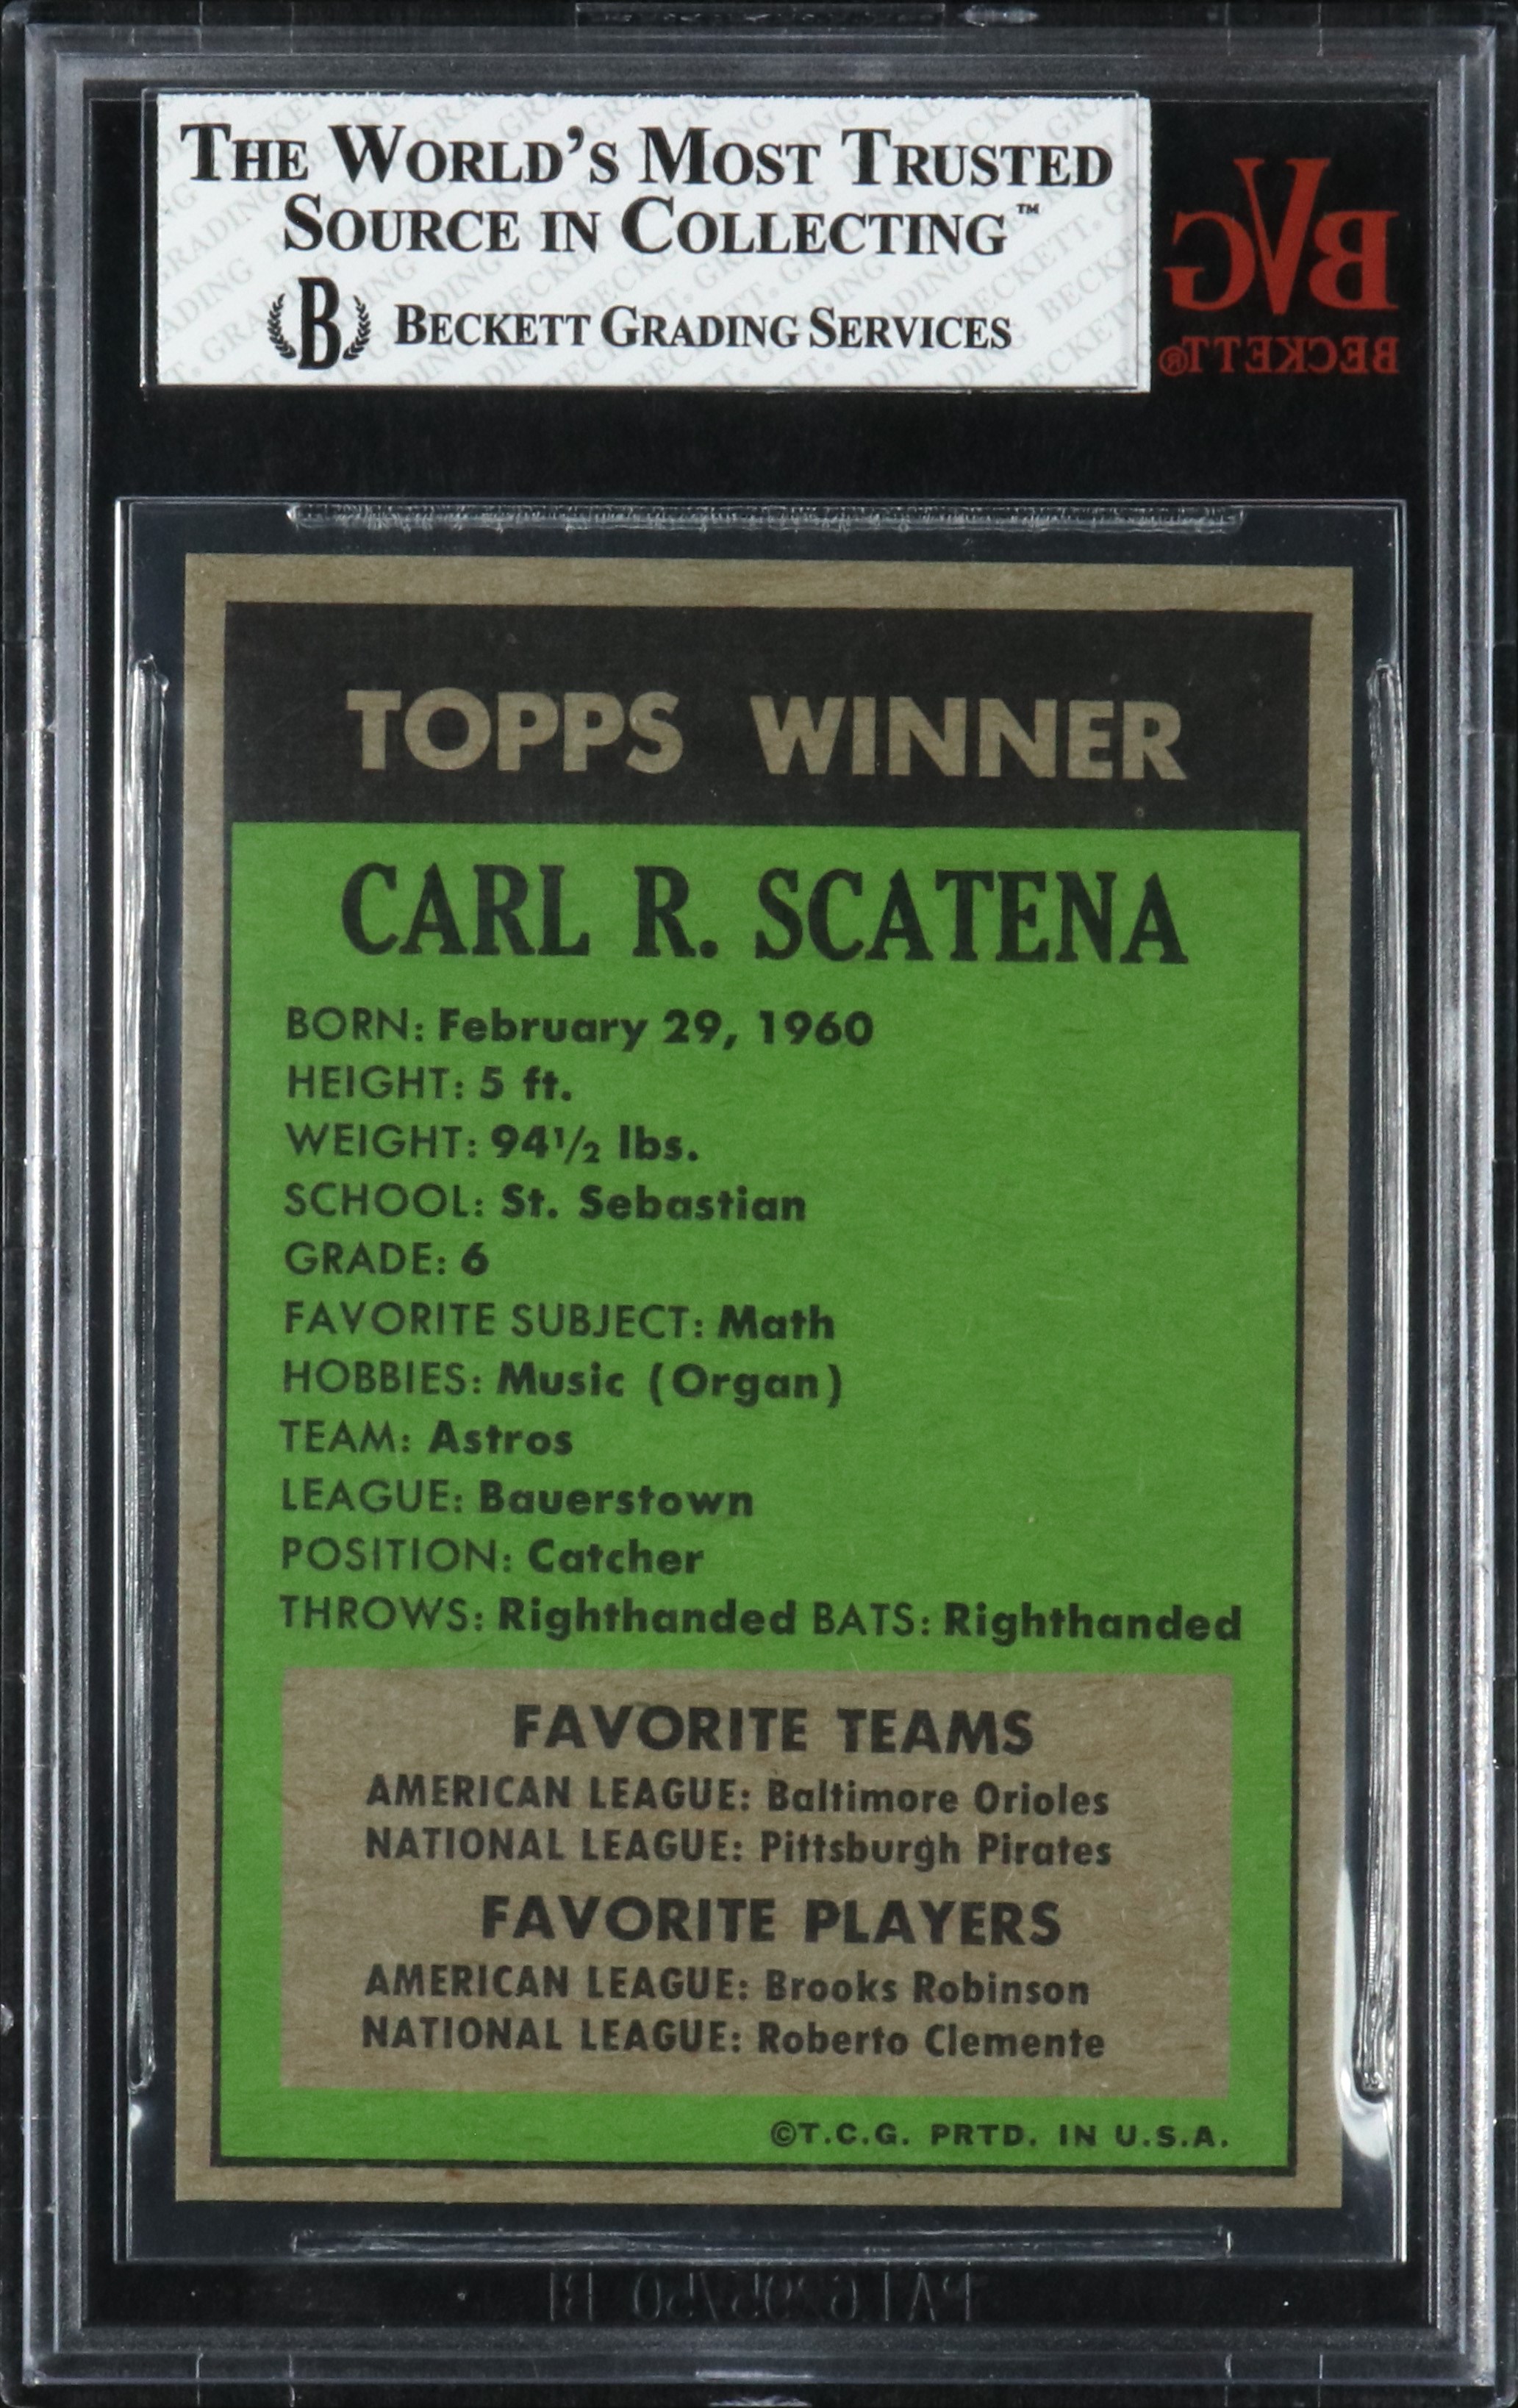 THE WORLD'S MOST TRUSTED
SOURCE IN COLLECTING™
B BECKETT GRADING SERVICES
BVG
BECKETT®
TOPPS WINNER
CARL R. SCATENA
BORN: February 29, 1960
HEIGHT: 5 ft.
WEIGHT: 94½ lbs.
SCHOOL: St. Sebastian
GRADE: 6
FAVORITE SUBJECT: Math
HOBBIES: Music (Organ)
TEAM: Astros
LEAGUE: Bauerstown
POSITION: Catcher
THROWS: Righthanded BATS: Righthanded
FAVORITE TEAMS
AMERICAN LEAGUE: Baltimore Orioles
NATIONAL LEAGUE: Pittsburgh Pirates
FAVORITE PLAYERS
AMERICAN LEAGUE: Brooks Robinson
NATIONAL LEAGUE: Roberto Clemente
©T.C.G. PRTD. IN U.S.A.